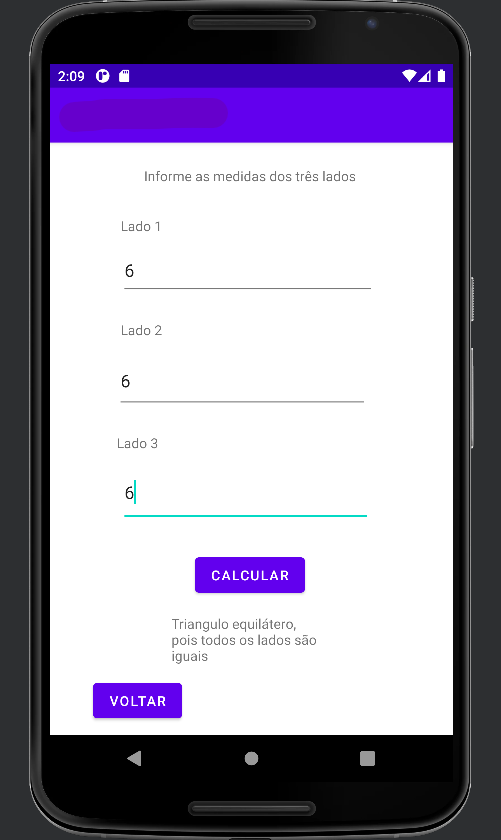 2:09
Informe as medidas dos três lados
Lado 1
6
Lado 2
6
Lado 3
6
CALCULAR
Triangulo equilátero,
pois todos os lados são
iguais
VOLTAR